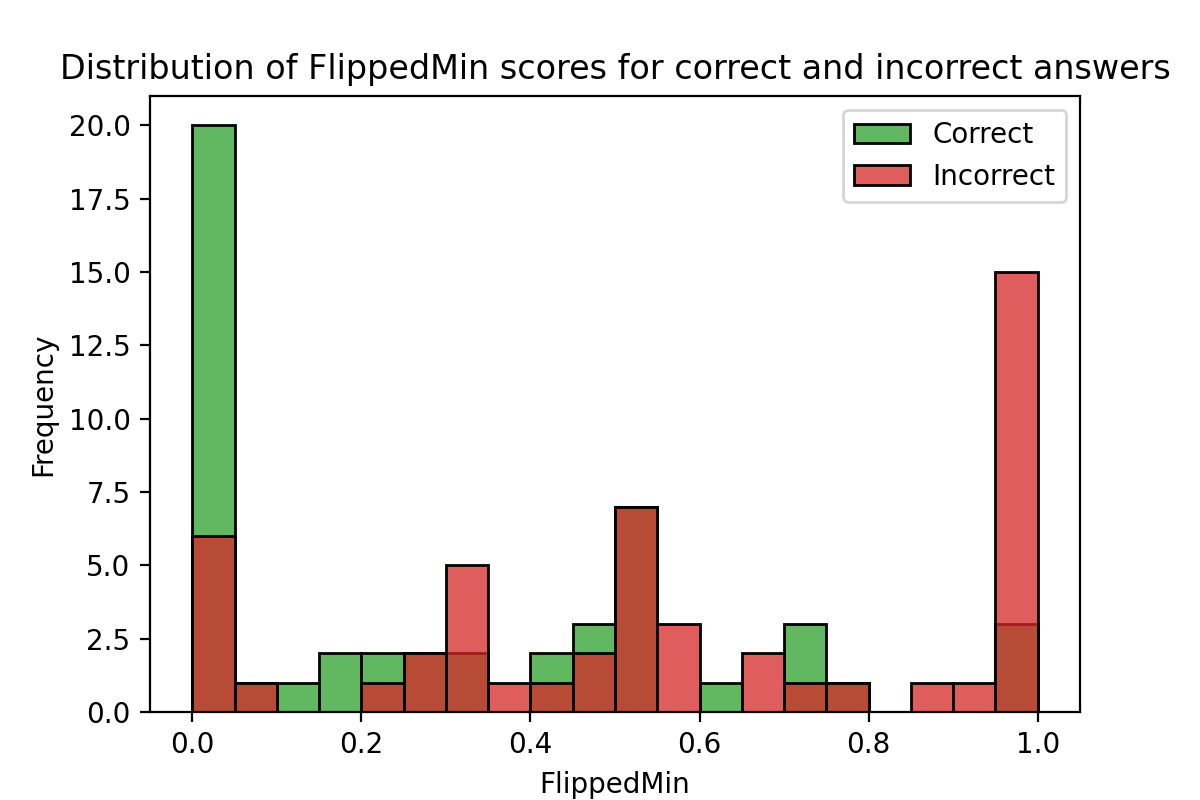 Distribution of FlippedMin scores for correct and incorrect answers
20.0
17.5
15.0
12.5
10.0
7.5
5.0
2.5
0.0
Frequency
Correct
Incorrect
0.0 0.2 0.4 0.6 0.8 1.0
FlippedMin